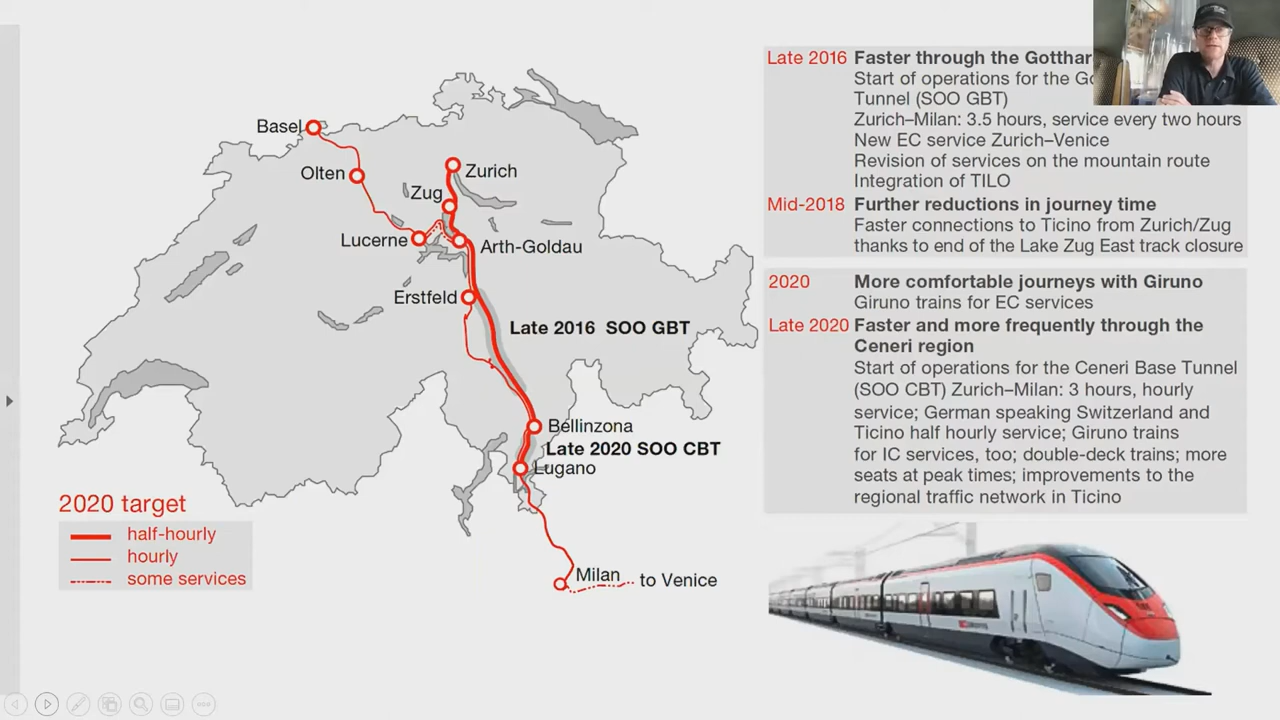 Basel
Olten
Zurich
Zug
Lucerne
Arth-Goldau
Erstfeld
Late 2016 SOO GBT
Bellinzona
Late 2020 SOO CBT
Lugano
Milan
to Venice
2020 target
half-hourly
hourly
some services
Late 2016 Faster through the Gotthar
Start of operations for the Go
Tunnel (SOO GBT)
Zurich–Milan: 3.5 hours, service every two hours
New EC service Zurich–Venice
Revision of services on the mountain route
Integration of TILO
Mid-2018 Further reductions in journey time
Faster connections to Ticino from Zurich/Zug
thanks to end of the Lake Zug East track closure
2020 More comfortable journeys with Giruno
Giruno trains for EC services
Late 2020 Faster and more frequently through the
Ceneri region
Start of operations for the Ceneri Base Tunnel
(SOO CBT) Zurich–Milan: 3 hours, hourly
service; German speaking Switzerland and
Ticino half hourly service; Giruno trains
for IC services, too; double-deck trains; more
seats at peak times; improvements to the
regional traffic network in Ticino